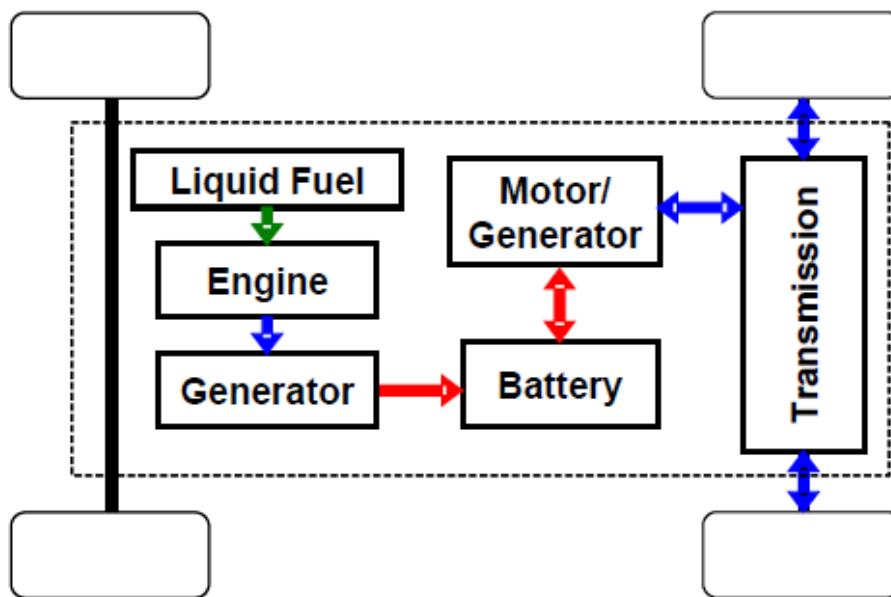 Liquid Fuel
Engine
Generator
Motor/
Generator
Battery
Transmission